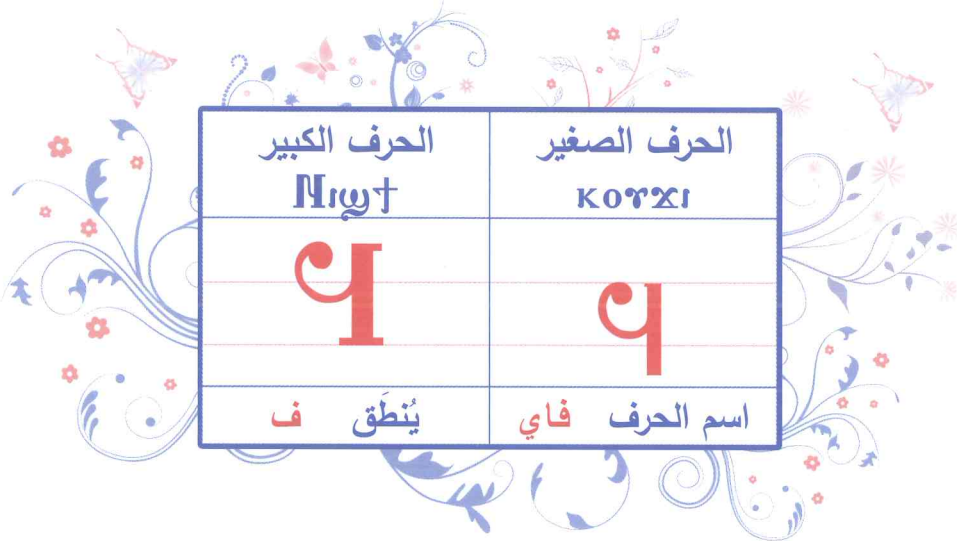 الحرف الصغير الحرف الكبير
ⲕⲟⲩϫⲓ Ⲛⲓϣϯ
ϥ Ϥ
اسم الحرف فاي يُنطَق ف